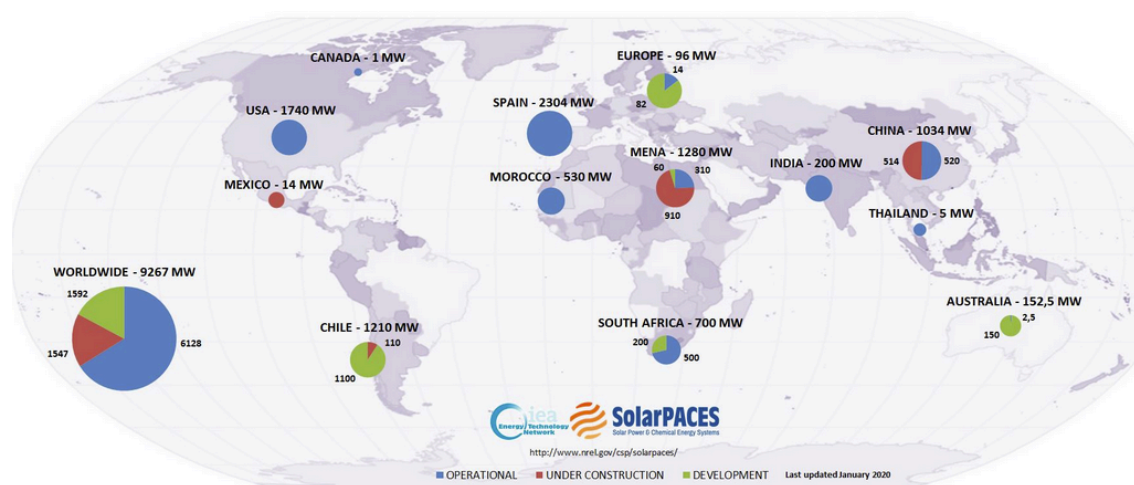 CANADA - 1 MW
EUROPE - 96 MW
14
82
USA - 1740 MW
SPAIN - 2304 MW
CHINA - 1034 MW
514
520
MENA - 1280 MW
60
310
910
INDIA - 200 MW
MEXICO - 14 MW
MOROCCO - 530 MW
THAILAND - 5 MW
WORLDWIDE - 9267 MW
1592
1547
6128
CHILE - 1210 MW
110
1100
SOUTH AFRICA - 700 MW
200
500
AUSTRALIA - 152,5 MW
2,5
150
iea
Energy Technology
Network
SolarPACES
Solar Power & Chemical Energy Systems
http://www.nrel.gov/csp/solarpaces/
OPERATIONAL UNDER CONSTRUCTION DEVELOPMENT Last updated January 2020